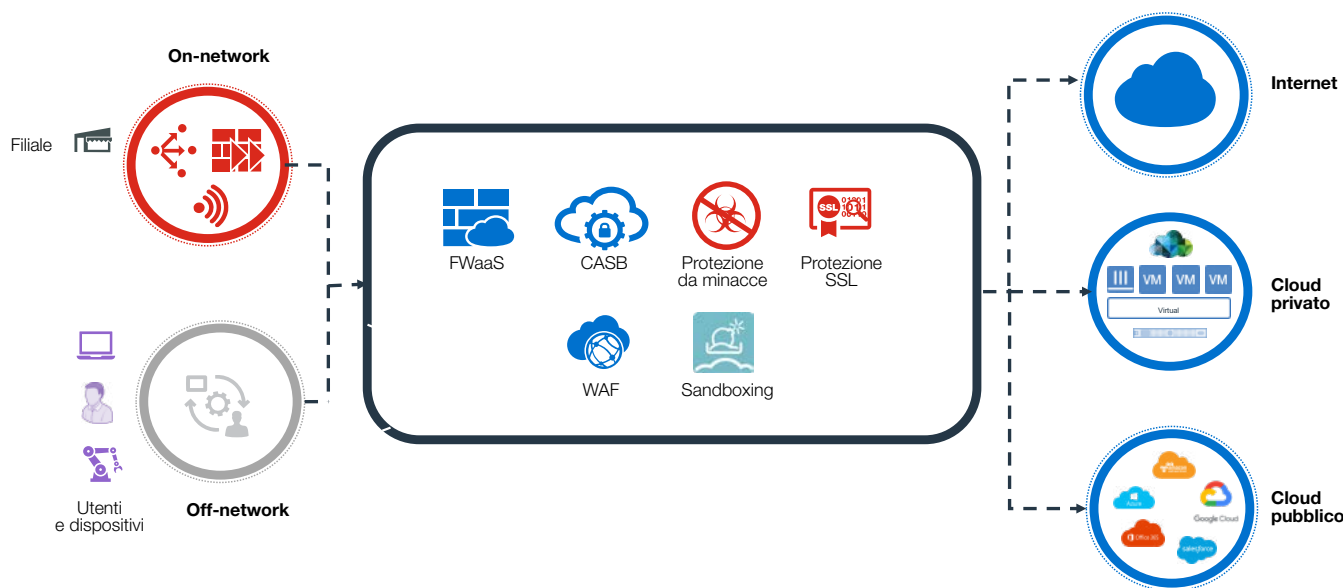 On-network
Filiale
Utenti
e dispositivi
Off-network
FWaaS
CASB
Protezione
da minacce
SSL
Protezione
SSL
WAF
Sandboxing
Internet
VM
VM
VM
Virtual
Cloud
privato
Azure
Google Cloud
Office 365
salesforce
Cloud
pubblico